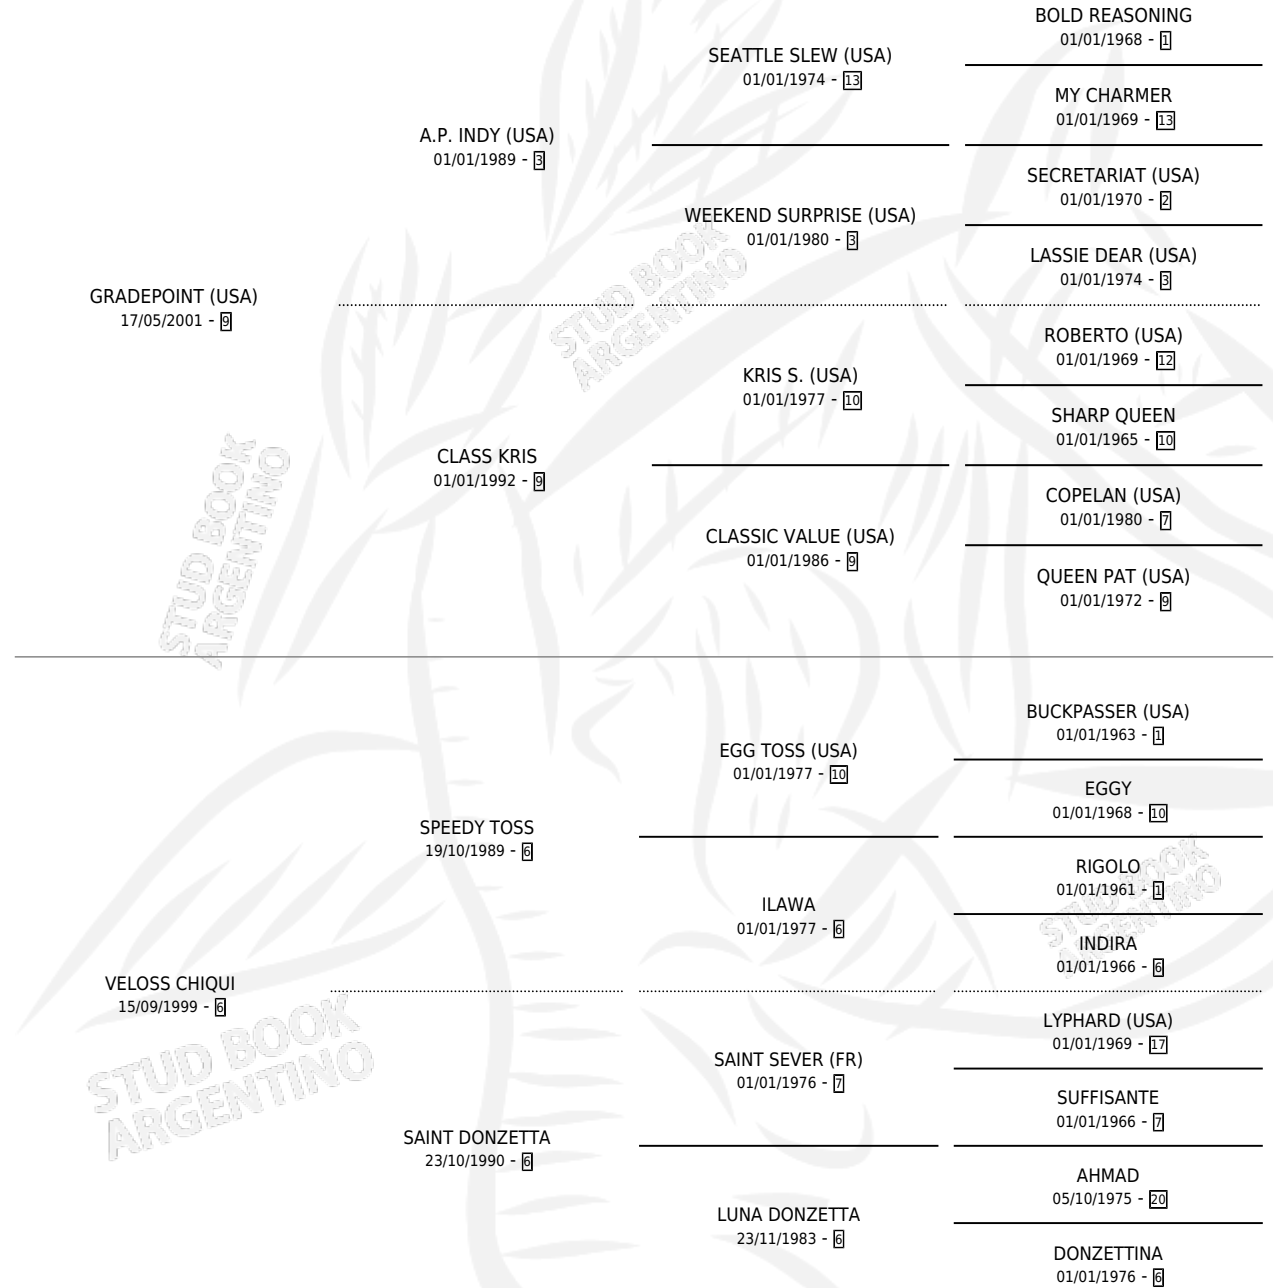 BOLD REASONING
01/01/1968 - 1
SEATTLE SLEW (USA)
01/01/1974 - 13
MY CHARMER
01/01/1969 - 13
A.P. INDY (USA)
01/01/1989 - 3
SECRETARIAT (USA)
01/01/1970 - 2
WEEKEND SURPRISE (USA)
01/01/1980 - 3
LASSIE DEAR (USA)
01/01/1974 - 3
GRADEPOINT (USA)
17/05/2001 - 9
ROBERTO (USA)
01/01/1969 - 12
KRIS S. (USA)
01/01/1977 - 10
SHARP QUEEN
01/01/1965 - 10
CLASS KRIS
01/01/1992 - 9
COPELAN (USA)
01/01/1980 - 7
CLASSIC VALUE (USA)
01/01/1986 - 9
QUEEN PAT (USA)
01/01/1972 - 9
BUCKPASSER (USA)
01/01/1963 - 1
EGG TOSS (USA)
01/01/1977 - 10
EGGY
01/01/1968 - 10
SPEEDY TOSS
19/10/1989 - 6
RIGOLO
01/01/1961 - 1
ILAWA
01/01/1977 - 6
INDIRA
01/01/1966 - 6
VELOSS CHIQUI
15/09/1999 - 6
LYPHARD (USA)
01/01/1969 - 17
SAINT SEVER (FR)
01/01/1976 - 7
SUFFISANTE
01/01/1966 - 7
SAINT DONZETTA
23/10/1990 - 6
AHMAD
05/10/1975 - 20
LUNA DONZETTA
23/11/1983 - 6
DONZETTINA
01/01/1976 - 6
STUD BOOK
ARGENTINO
STUD BOOK
ARGENTINO
STUD BOOK
ARGENTINO
STUD BOOK
ARGENTINO